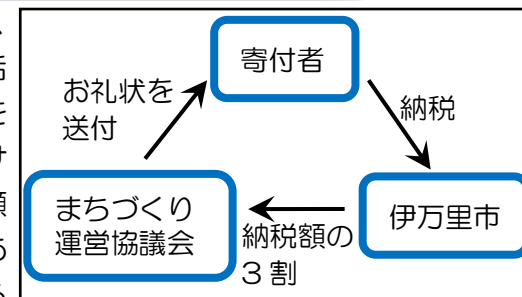 寄付者
お礼状を
送付
納税
まちづくり
運営協議会
伊万里市
納税額の
3割